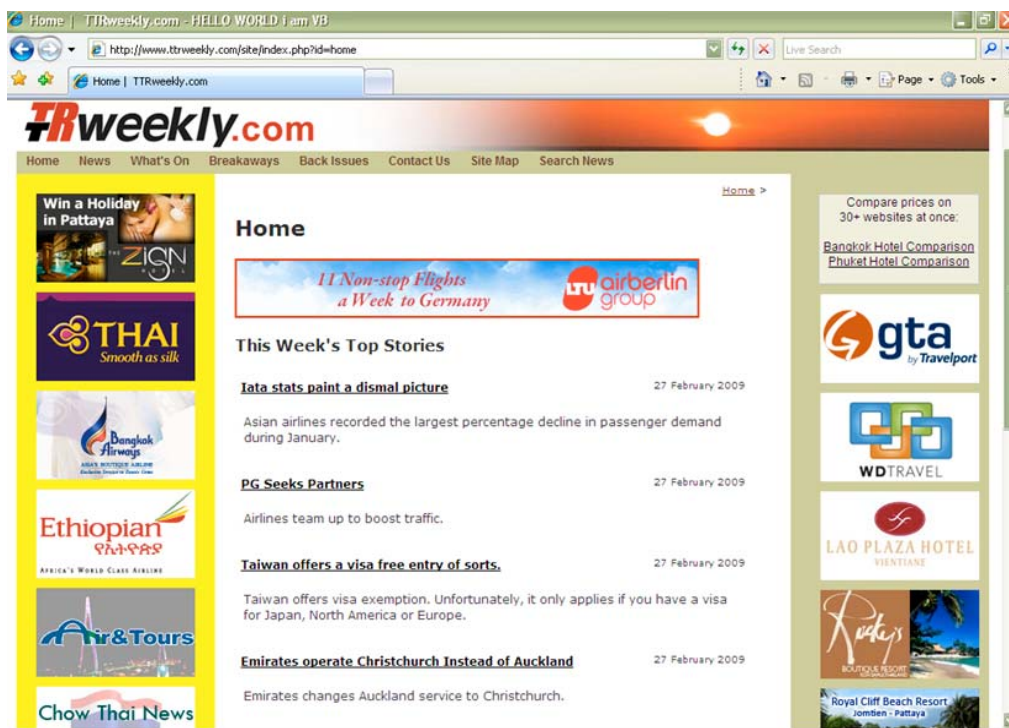 Home | TTRweekly.com - HELLO WORLD i am VB
http://www.ttrweekly.com/site/index.php?id=home
Live Search
Home | TTRweekly.com
Page
Tools
TTRweekly.com
Home News What's On Breakaways Back Issues Contact Us Site Map Search News
Win a Holiday
in Pattaya
THE ZIGN
HOTEL
THAI
Smooth as silk
Bangkok
Airways
ASIA'S BOUTIQUE AIRLINE
Ethiopian
የኢትዮጵያ
AFRICA'S WORLD CLASS AIRLINE
Air&Tours
Chow Thai News
Home >
Home
11 Non-stop Flights
a Week to Germany
LTU airberlin
group
This Week's Top Stories
Iata stats paint a dismal picture 27 February 2009
Asian airlines recorded the largest percentage decline in passenger demand
during January.
PG Seeks Partners 27 February 2009
Airlines team up to boost traffic.
Taiwan offers a visa free entry of sorts. 27 February 2009
Taiwan offers visa exemption. Unfortunately, it only applies if you have a visa
for Japan, North America or Europe.
Emirates operate Christchurch Instead of Auckland 27 February 2009
Emirates changes Auckland service to Christchurch.
Compare prices on
30+ websites at once:
Bangkok Hotel Comparison
Phuket Hotel Comparison
gta
by Travelport
WDTRAVEL
LAO PLAZA HOTEL
VIENTIANE
Rocky's
BOUTIQUE RESORT
Royal Cliff Beach Resort
Jomtien - Pattaya